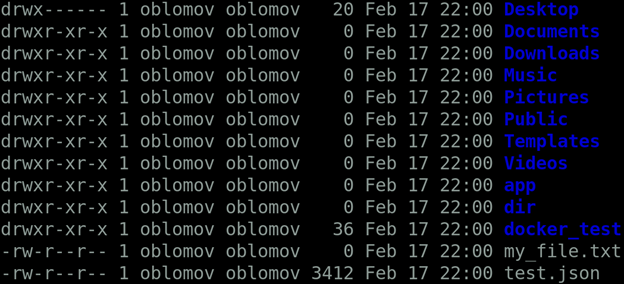 drwx------ 1 oblomov oblomov   20 Feb 17 22:00 Desktop
drwxr-xr-x 1 oblomov oblomov    0 Feb 17 22:00 Documents
drwxr-xr-x 1 oblomov oblomov    0 Feb 17 22:00 Downloads
drwxr-xr-x 1 oblomov oblomov    0 Feb 17 22:00 Music
drwxr-xr-x 1 oblomov oblomov    0 Feb 17 22:00 Pictures
drwxr-xr-x 1 oblomov oblomov    0 Feb 17 22:00 Public
drwxr-xr-x 1 oblomov oblomov    0 Feb 17 22:00 Templates
drwxr-xr-x 1 oblomov oblomov    0 Feb 17 22:00 Videos
drwxr-xr-x 1 oblomov oblomov    0 Feb 17 22:00 app
drwxr-xr-x 1 oblomov oblomov    0 Feb 17 22:00 dir
drwxr-xr-x 1 oblomov oblomov   36 Feb 17 22:00 docker_test
-rw-r--r-- 1 oblomov oblomov    0 Feb 17 22:00 my_file.txt
-rw-r--r-- 1 oblomov oblomov 3412 Feb 17 22:00 test.json